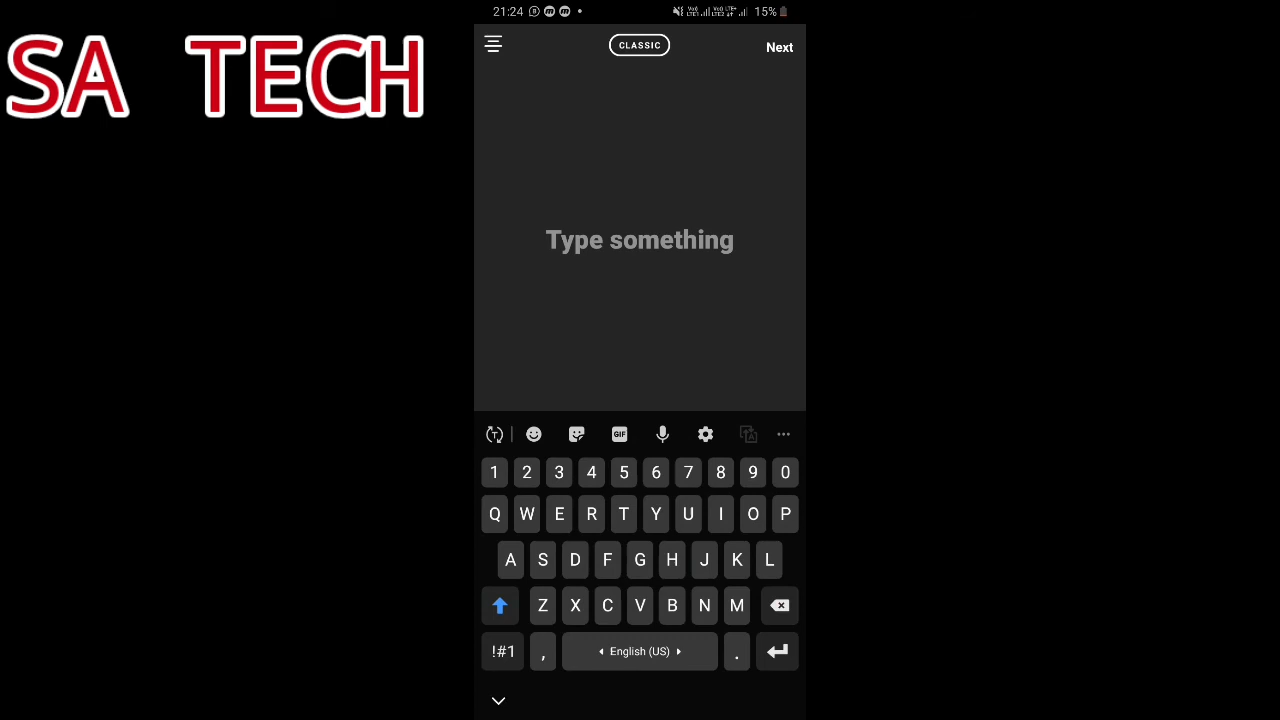 SA TECH
21:24 15%
CLASSIC
Next
Type something
GIF
1 2 3 4 5 6 7 8 9 0
Q W E R T Y U I O P
A S D F G H J K L
Z X C V B N M
!#1 , English (US) .